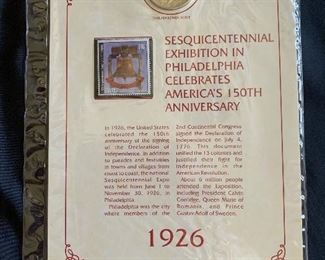 PHILADELPHIA MINT
SESQUICENTENNIAL
EXHIBITION IN
PHILADELPHIA
CELEBRATES
AMERICA'S 150TH
ANNIVERSARY
In 1926, the United States
celebrated the 150th
anniversary of the signing
of the Declaration of
Independence. In addition
to parades and festivities
in towns and villages from
coast to coast, the national
Sesquicentennial Expo
was held from June 1 to
November 30, 1926, in
Philadelphia
Philadelphia was the city
where members of the
2nd Continental Congress
signed the Declaration of
Independence on July 4,
1776. This document
unified the 13 colonies and
justified their fight for
Independence in the
American Revolution.
About 6 million people
attended the Exposition,
including President Calvin
Coolidge, Queen Marie of
Romania, and Prince
Gustav Adolf of Sweden.
1926